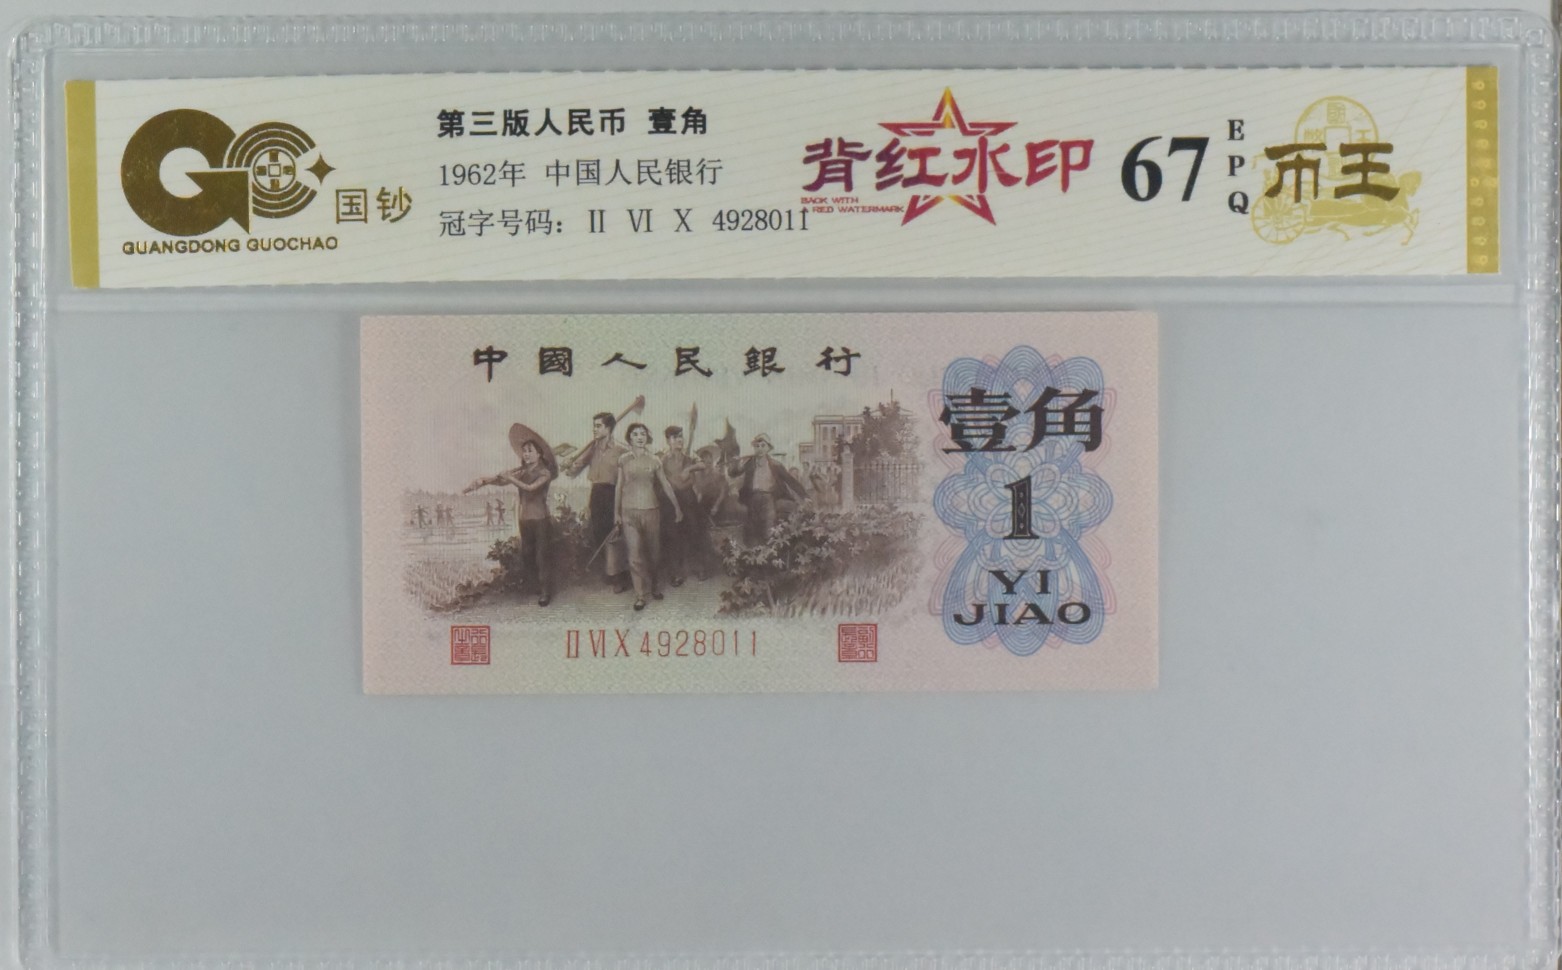 第三版人民币 壹角
1962年 中国人民银行
冠字号码: Ⅱ Ⅵ Ⅹ 4928011
国钞
GUANGDONG GUOCHAO
背红水印
BACK WITH
A RED WATERMARK
67
EPQ
币王
中國人民銀行
壹角
1
YI
JIAO
Ⅱ Ⅵ Ⅹ 4928011